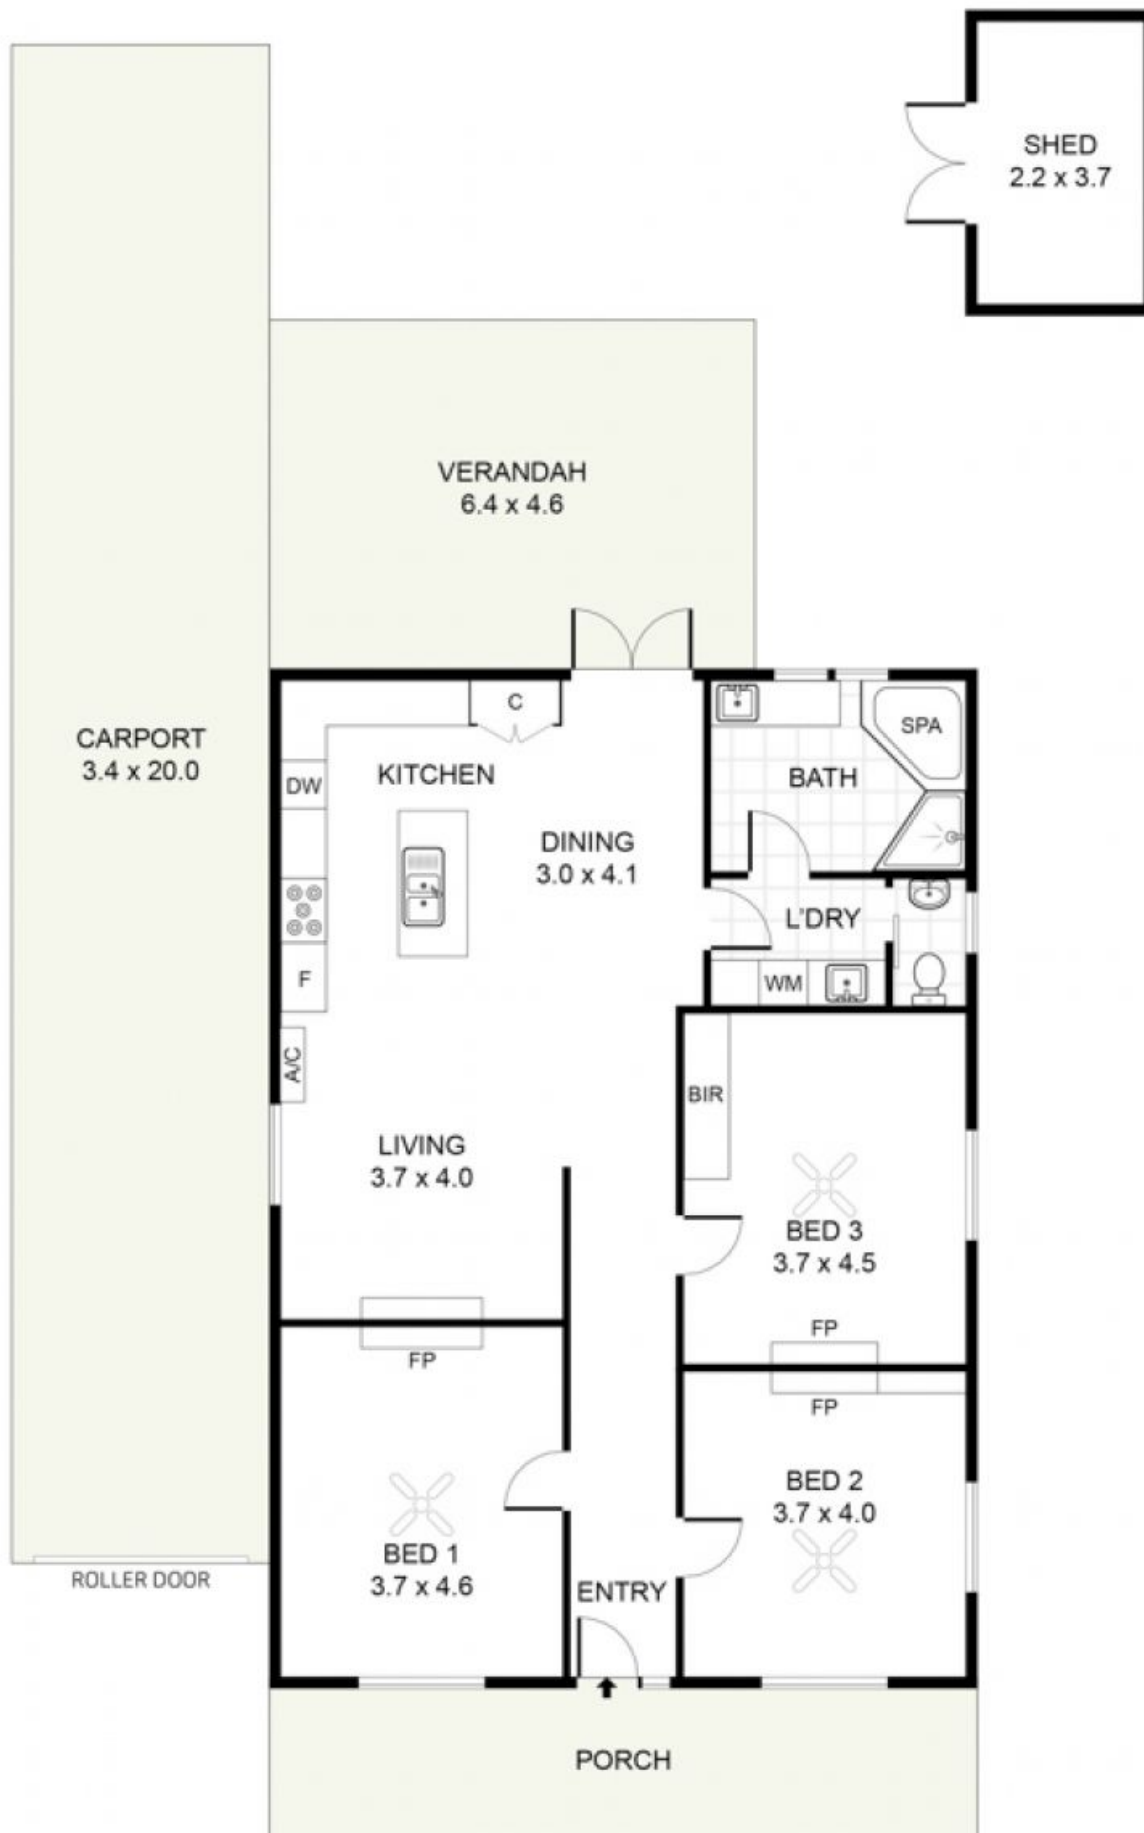 SHED
2.2 x 3.7
VERANDAH
6.4 x 4.6
CARPORT
3.4 x 20.0
C
SPA
KITCHEN
DW
BATH
DINING
3.0 x 4.1
L'DRY
F
WM
A/C
BIR
LIVING
3.7 x 4.0
BED 3
3.7 x 4.5
FP
FP
FP
BED 2
3.7 x 4.0
BED 1
3.7 x 4.6
ROLLER DOOR
ENTRY
PORCH